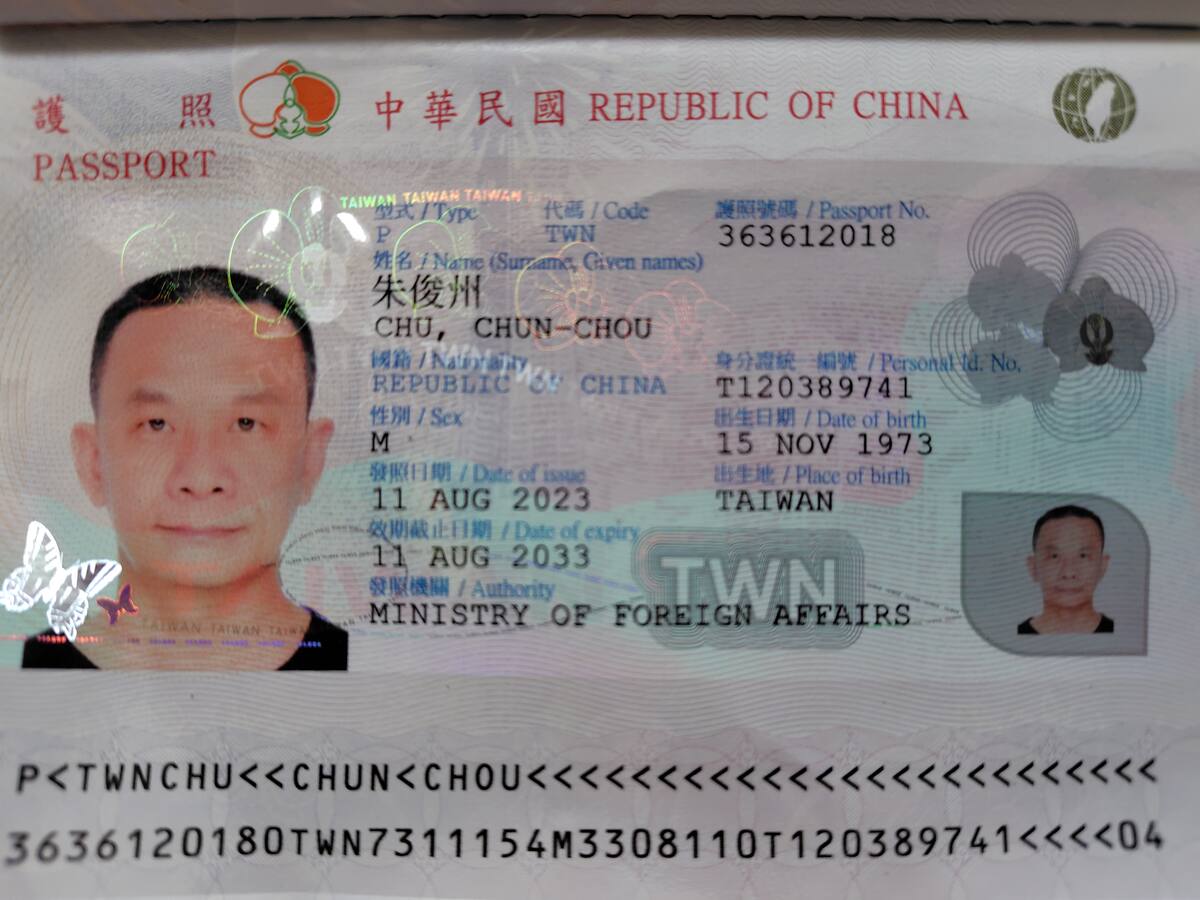 護照 中華民國 REPUBLIC OF CHINA
PASSPORT
TAIWAN TAIWAN TAIWAN
型式 / Type 代碼 / Code 護照號碼 / Passport No.
P TWN 363612018
姓名 / Name (Surname, Given names)
朱俊州
CHU, CHUN-CHOU
國籍 / Nationality 身分證統一編號 / Personal Id. No.
REPUBLIC OF CHINA T120389741
性別 / Sex 出生日期 / Date of birth
M 15 NOV 1973
發照日期 / Date of issue 出生地 / Place of birth
11 AUG 2023 TAIWAN
效期截止日期 / Date of expiry
11 AUG 2033
TWN
發照機關 / Authority
MINISTRY OF FOREIGN AFFAIRS
TAIWAN TAIWAN TAIWAN
P<TWNCHU<<CHUN<CHOU<<<<<<<<<<<<<<<<<<<<<<<<<
3636120180TWN7311154M3308110T120389741<<<<04